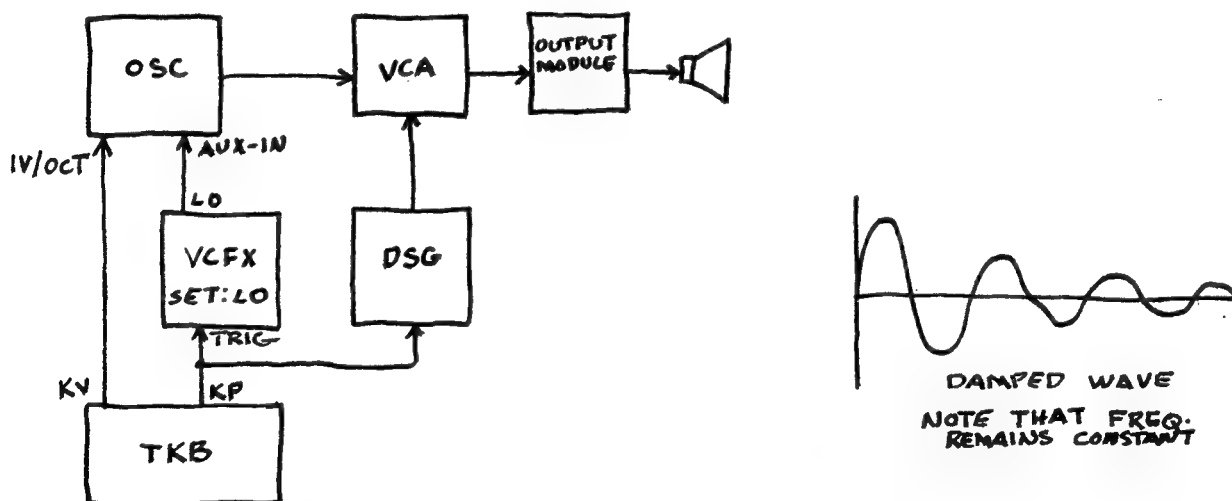 OSC
VCA
OUTPUT
MODULE
1V/OCT
AUX-IN
LO
VCFX
SET:LO
DSG
TRIG
KV
KP
TKB
DAMPED WAVE
NOTE THAT FREQ.
REMAINS CONSTANT